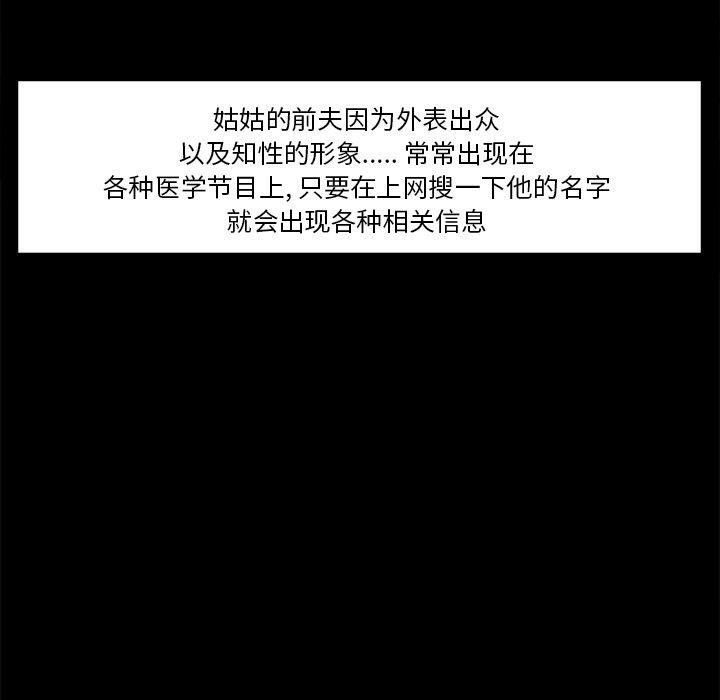 姑姑的前夫因为外表出众
以及知性的形象..... 常常出现在
各种医学节目上, 只要在上网搜一下他的名字
就会出现各种相关信息